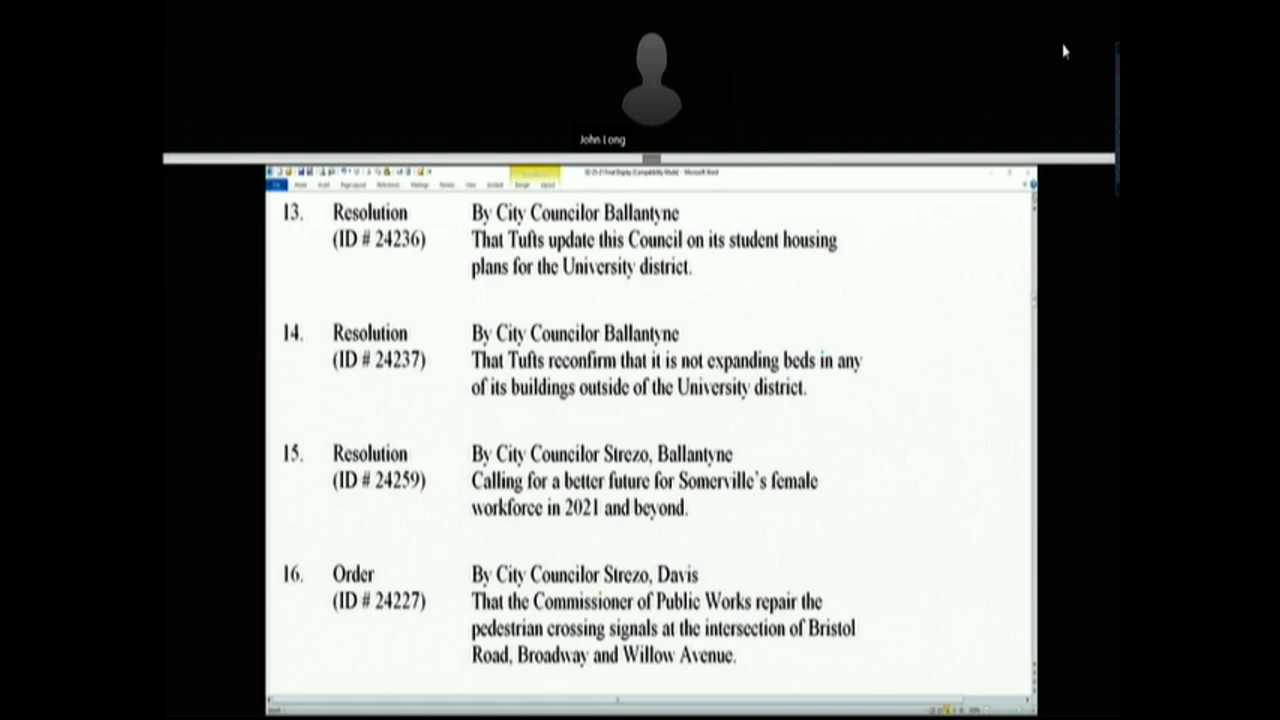 John Long
13. Resolution By City Councilor Ballantyne
(ID # 24236) That Tufts update this Council on its student housing
plans for the University district.
14. Resolution By City Councilor Ballantyne
(ID # 24237) That Tufts reconfirm that it is not expanding beds in any
of its buildings outside of the University district.
15. Resolution By City Councilor Strezo, Ballantyne
(ID # 24259) Calling for a better future for Somerville's female
workforce in 2021 and beyond.
16. Order By City Councilor Strezo, Davis
(ID # 24227) That the Commissioner of Public Works repair the
pedestrian crossing signals at the intersection of Bristol
Road, Broadway and Willow Avenue.